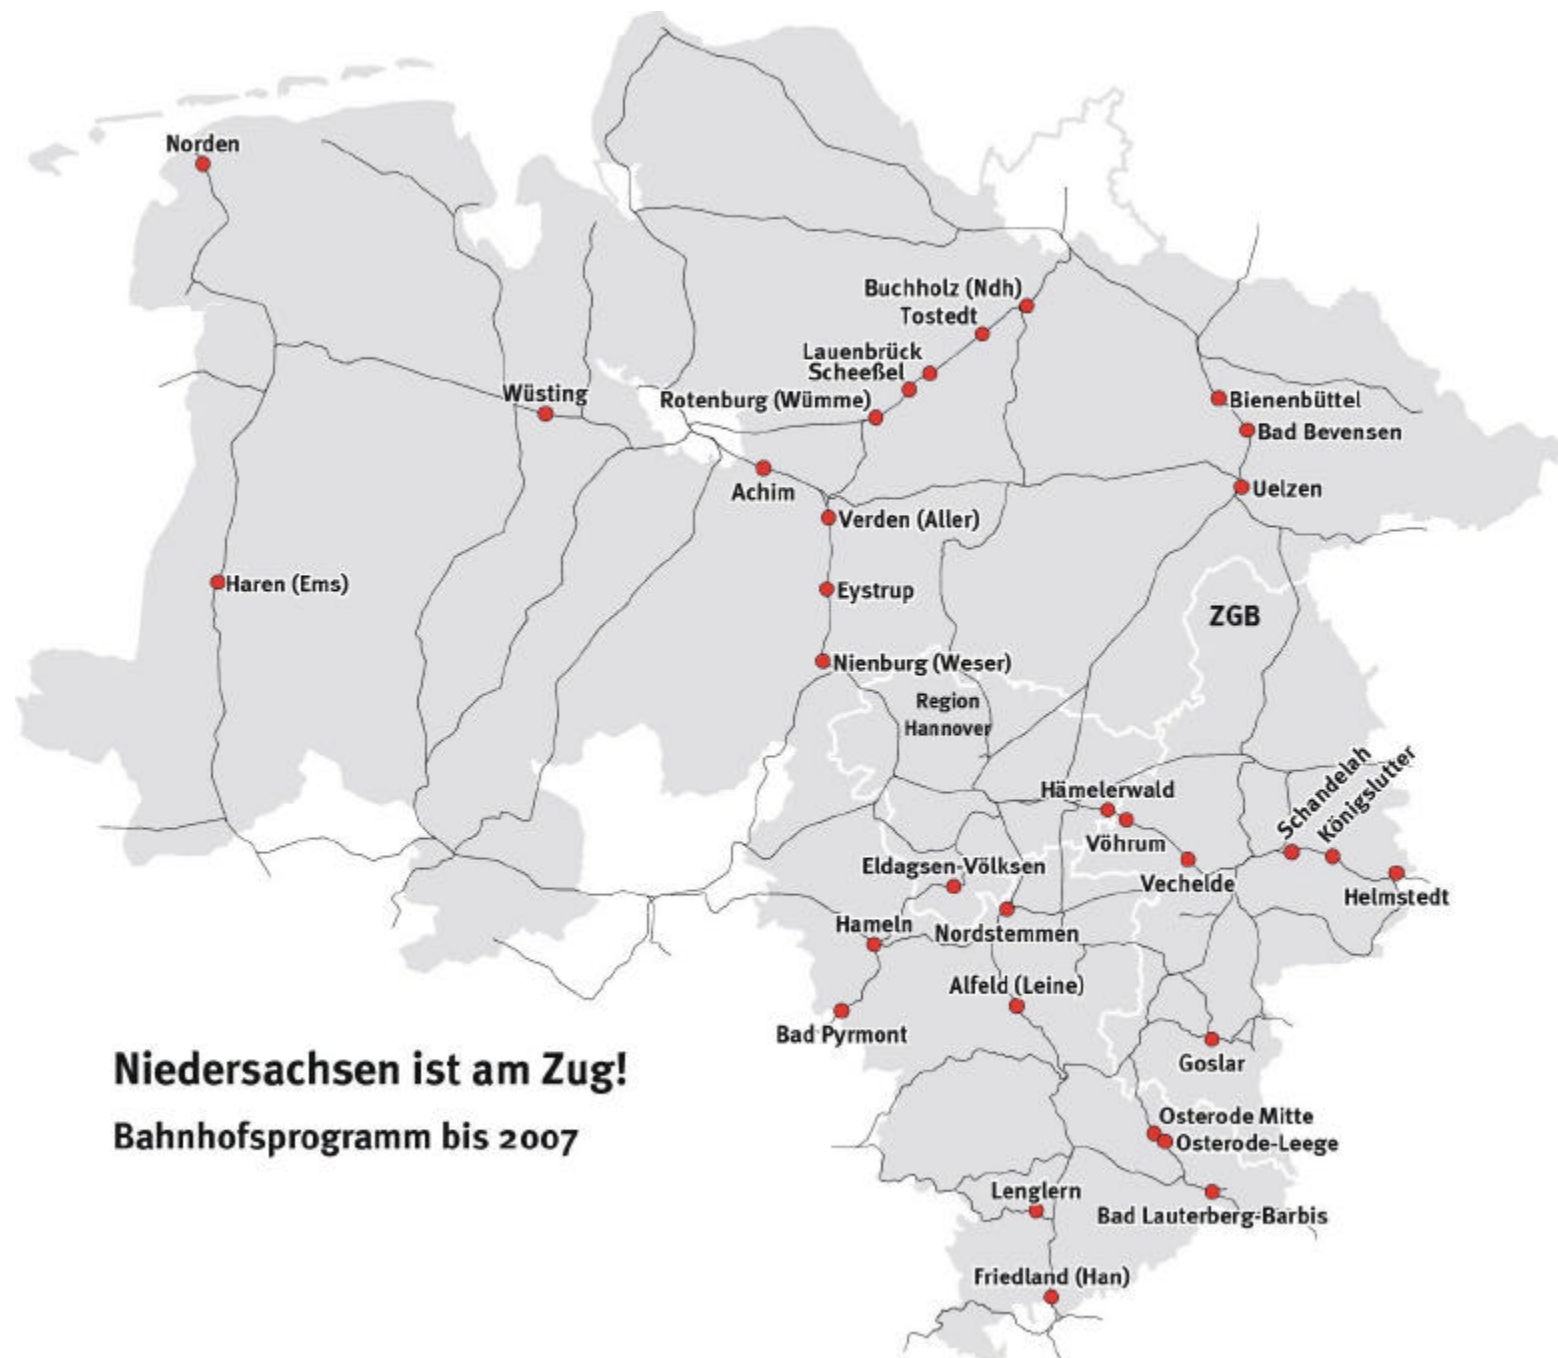 Norden
Buchholz (Ndh)
Tostedt
Lauenbrück
Scheeßel
Wüsting
Rotenburg (Wümme)
Bienenbüttel
Bad Bevensen
Achim
Uelzen
Verden (Aller)
Haren (Ems)
Eystrup
ZGB
Nienburg (Weser)
Region
Hannover
Schandelah
Königslutter
Hämelerwald
Vöhrum
Eldagsen-Völksen
Vechelde
Helmstedt
Hameln
Nordstemmen
Alfeld (Leine)
Bad Pyrmont
Goslar
Niedersachsen ist am Zug!
Bahnhofsprogramm bis 2007
Osterode Mitte
Osterode-Leege
Lenglern
Bad Lauterberg-Barbis
Friedland (Han)